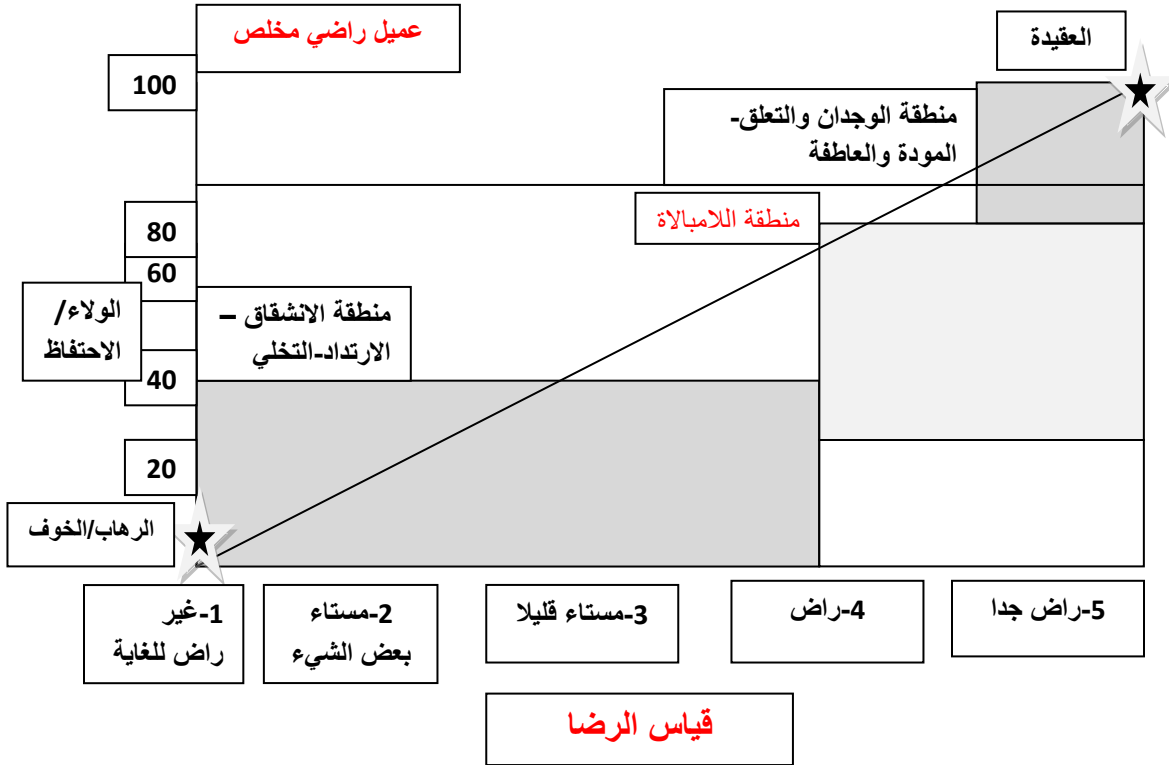 عميل راضي مخلص
العقيدة
100
منطقة الوجدان والتعلق-
المودة والعاطفة
منطقة اللامبالاة
80
60
الولاء/
الاحتفاظ
منطقة الانشقاق –
الارتداد-التخلي
40
20
الرهاب/الخوف
1-غير
راض للغاية
2-مستاء
بعض الشيء
3-مستاء قليلا
4-راض
5-راض جدا
قياس الرضا